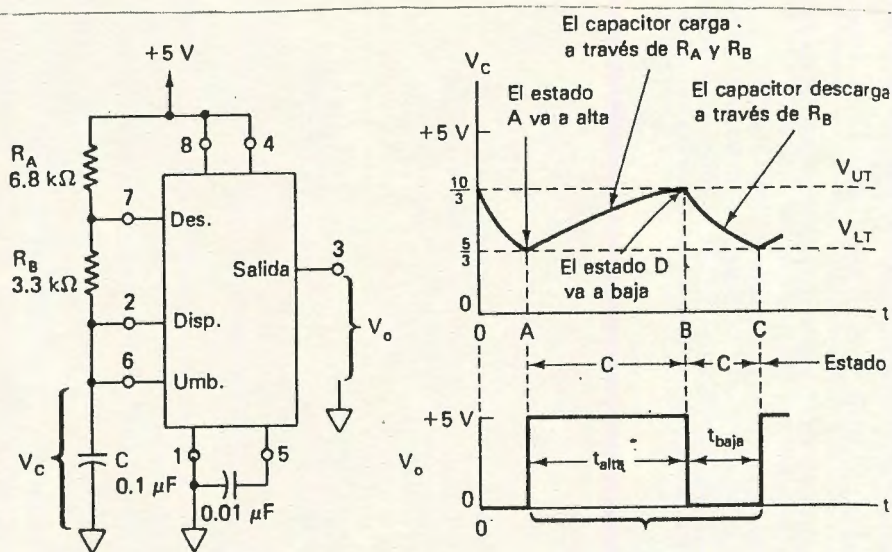 +5 V
8
4
R_A
6.8 kΩ
7
Des.
R_B
3.3 kΩ
3
Salida
2
Disp.
V_o
6
Umb.
V_C
C
0.1 μF
1
5
0.01 μF
El capacitor carga
a través de R_A y R_B
V_C
El estado
A va a alta
El capacitor descarga
a través de R_B
+5 V
10/3
V_UT
5/3
V_LT
El estado D
va a baja
0
0
A
B
C
t
C
C
Estado
+5 V
t_alta
t_baja
V_o
0
0
t